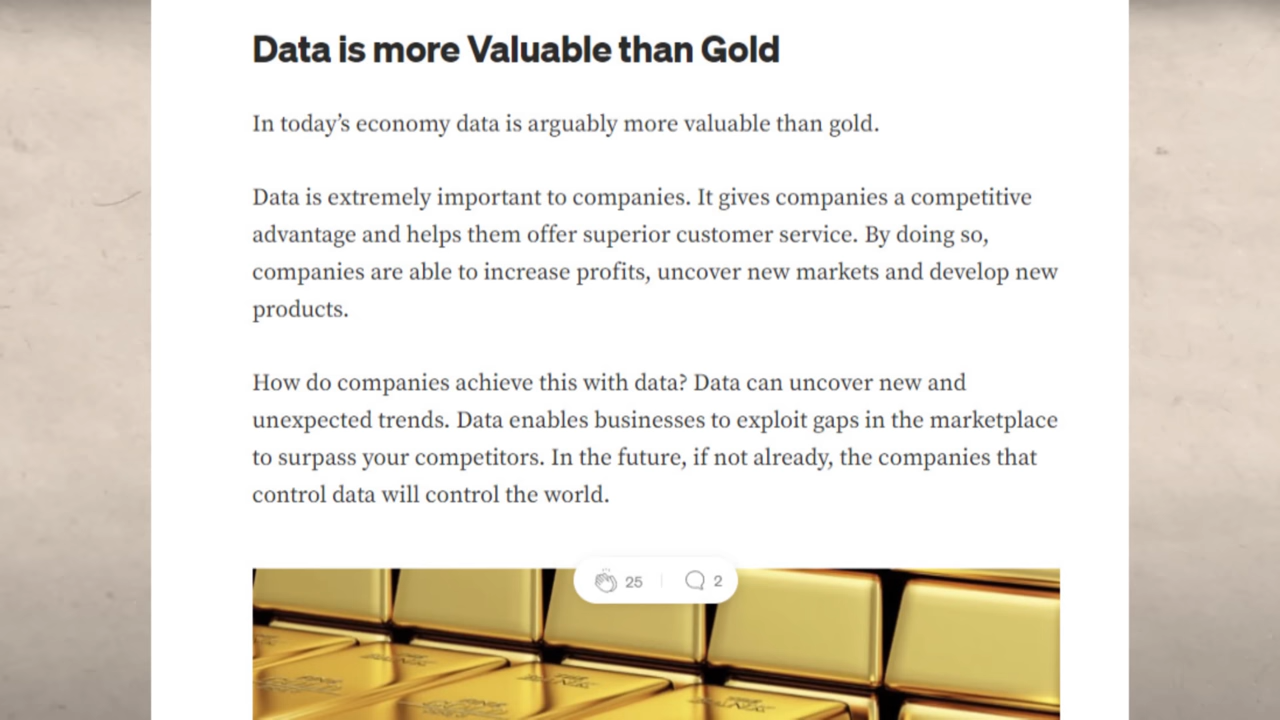 Data is more Valuable than Gold
In today’s economy data is arguably more valuable than gold.
Data is extremely important to companies. It gives companies a competitive
advantage and helps them offer superior customer service. By doing so,
companies are able to increase profits, uncover new markets and develop new
products.
How do companies achieve this with data? Data can uncover new and
unexpected trends. Data enables businesses to exploit gaps in the marketplace
to surpass your competitors. In the future, if not already, the companies that
control data will control the world.
25
2